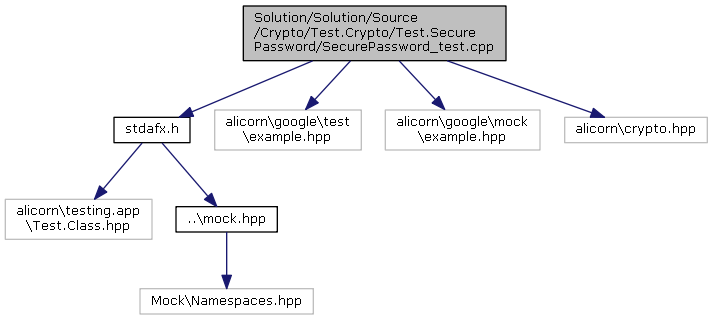 Solution/Solution/Source
/Crypto/Test.Crypto/Test.Secure
Password/SecurePassword_test.cpp
stdafx.h
alicorn\google\test
\example.hpp
alicorn\google\mock
\example.hpp
alicorn\crypto.hpp
alicorn\testing.app
\Test.Class.hpp
..\mock.hpp
Mock\Namespaces.hpp